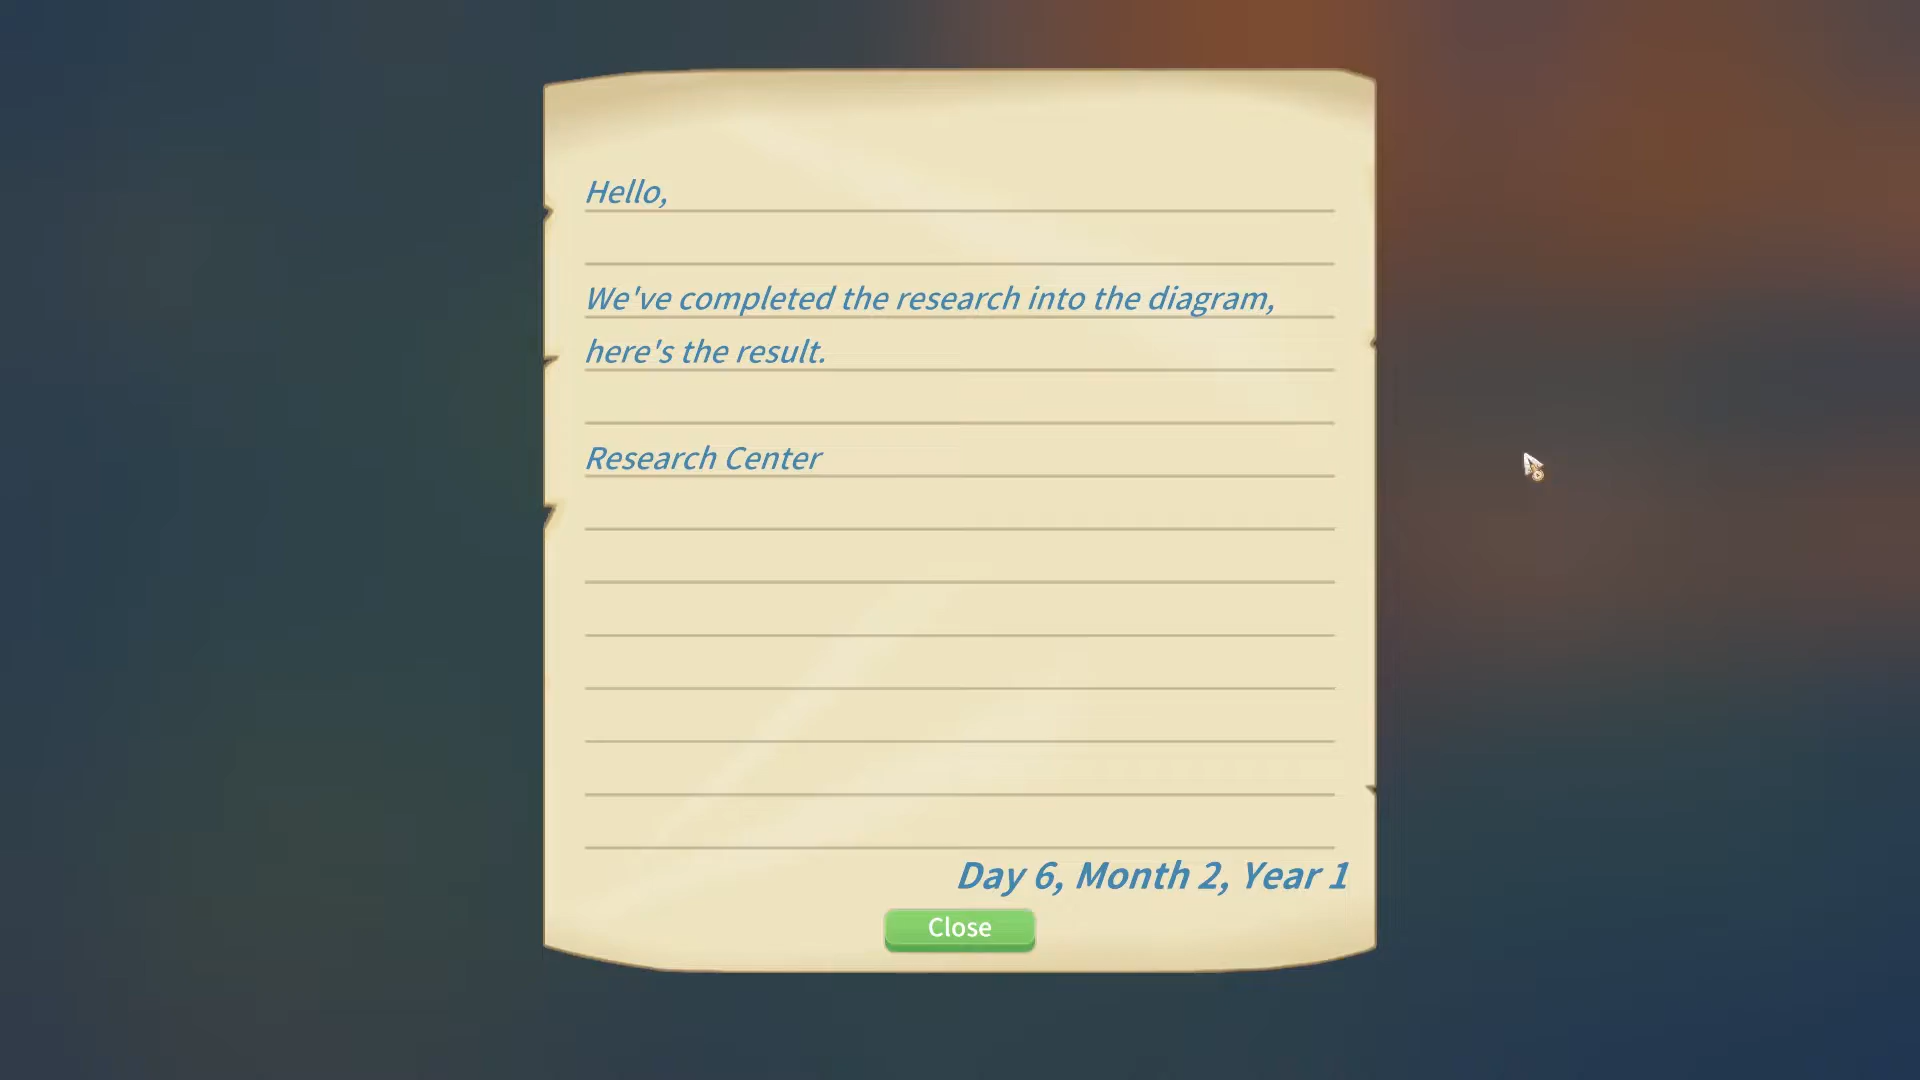 Hello,
We've completed the research into the diagram,
here's the result.
Research Center
Day 6, Month 2, Year 1
Close